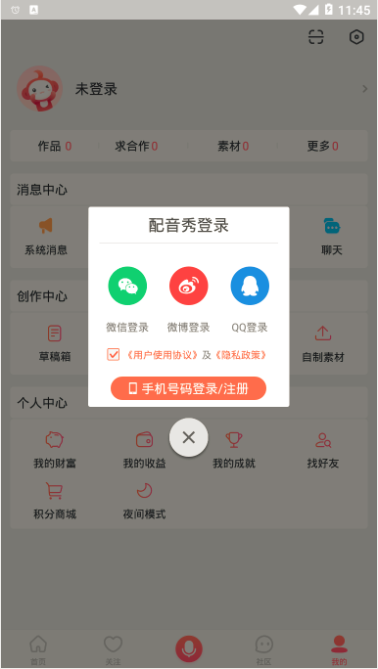 11:45
未登录
作品 0 求合作 0 素材 0 更多 0
消息中心
系统消息 聊天
配音秀登录
微信登录 微博登录 QQ登录
《用户使用协议》及《隐私政策》
手机号码登录/注册
创作中心
草稿箱 自制素材
个人中心
我的财富 我的收益 我的成就 找好友
积分商城 夜间模式
首页 关注 社区 我的